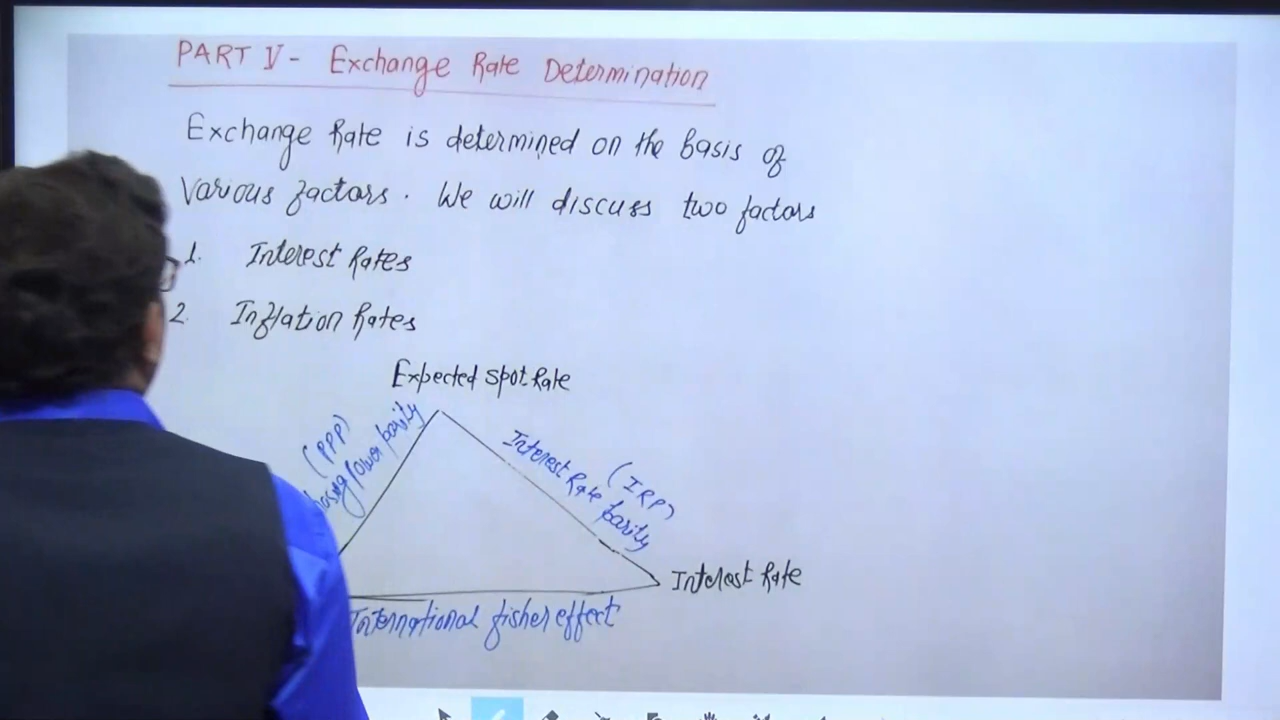 PART V - Exchange Rate Determination
Exchange Rate is determined on the basis of
various factors. We will discuss two factors
1. Interest Rates
2. Inflation Rates
Expected Spot Rate
(PPP)
Power parity
Interest Rate parity
(IRP)
Interest Rate
International fisher effect